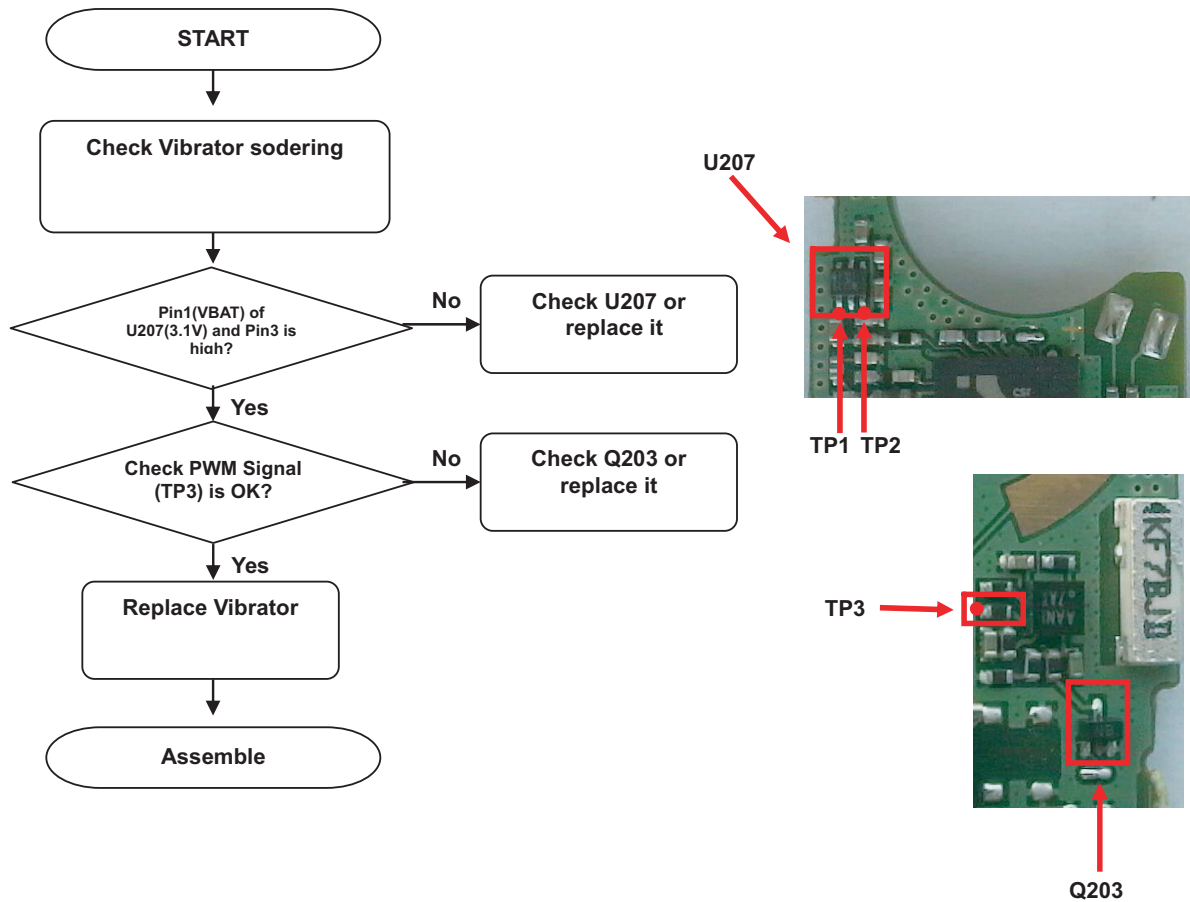 START
Check Vibrator sodering
Pin1(VBAT) of
U207(3.1V) and Pin3 is
high?
No
Check U207 or
replace it
Yes
Check PWM Signal
(TP3) is OK?
No
Check Q203 or
replace it
Yes
Replace Vibrator
Assemble
U207
TP1 TP2
TP3
Q203